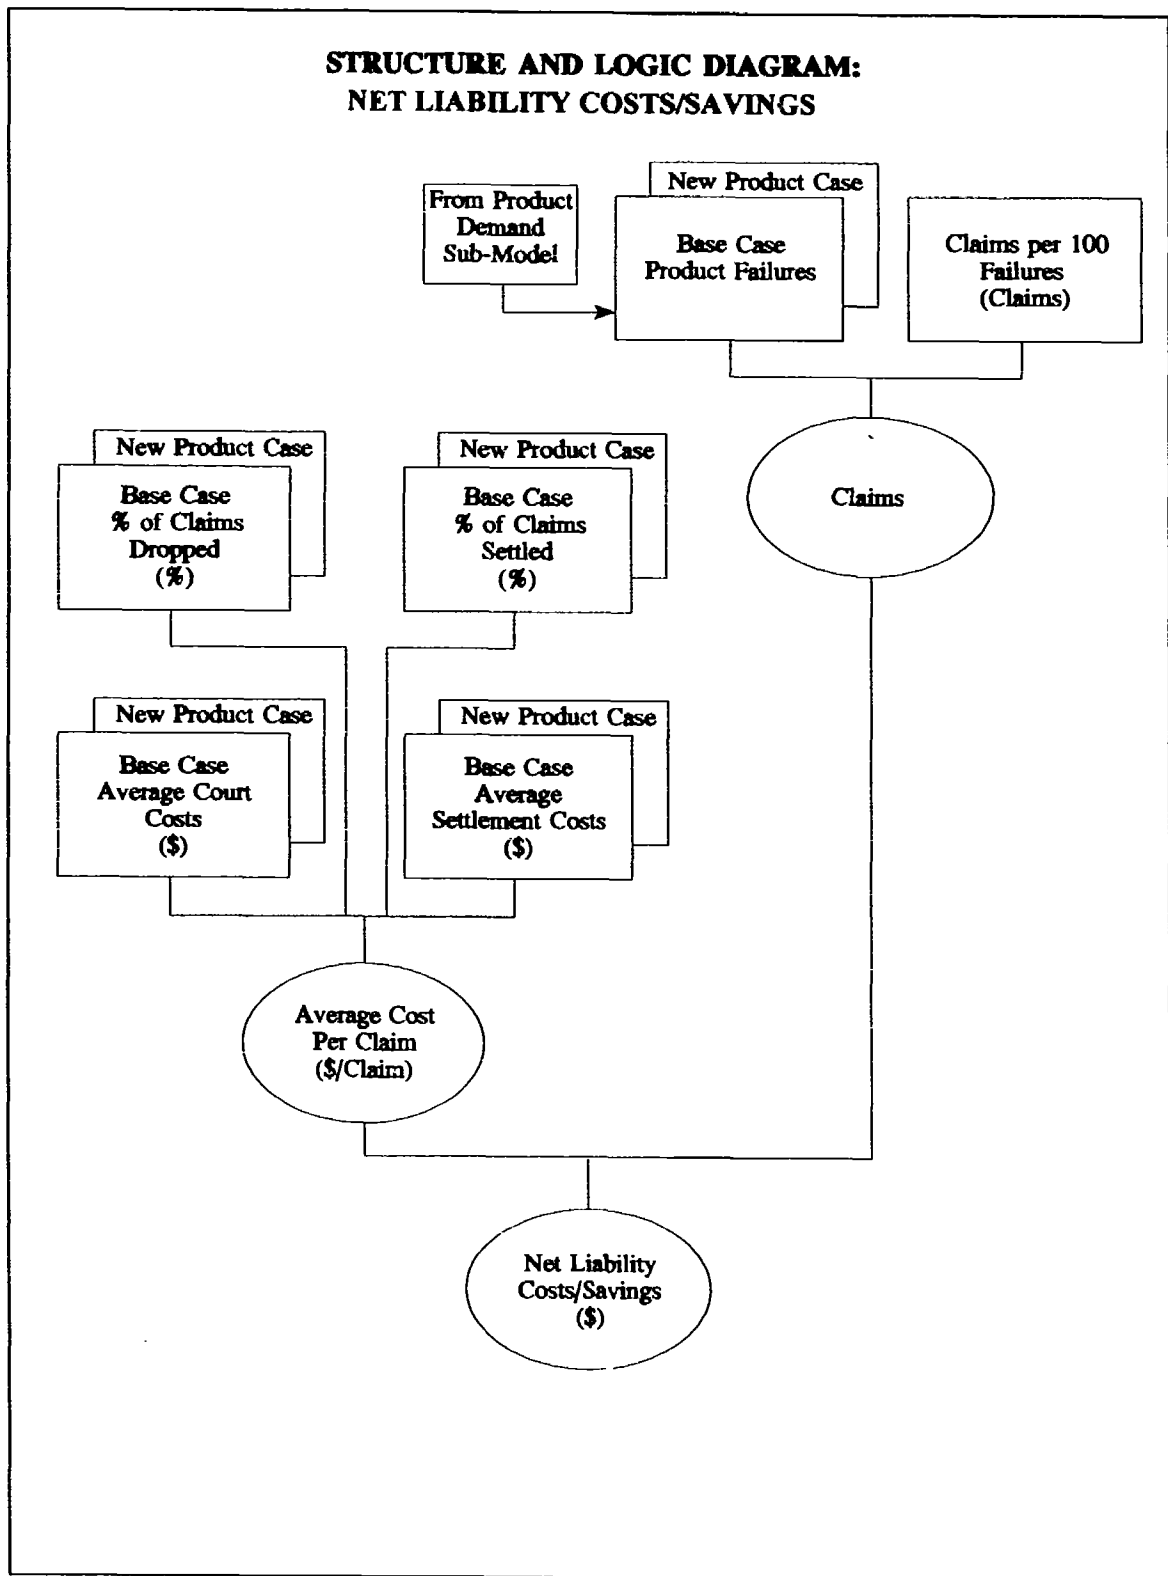 STRUCTURE AND LOGIC DIAGRAM:
NET LIABILITY COSTS/SAVINGS
From Product
Demand
Sub-Model
New Product Case
Base Case
Product Failures
Claims per 100
Failures
(Claims)
Claims
New Product Case
Base Case
% of Claims
Dropped
(%)
New Product Case
Base Case
% of Claims
Settled
(%)
New Product Case
Base Case
Average Court
Costs
($)
New Product Case
Base Case
Average
Settlement Costs
($)
Average Cost
Per Claim
($/Claim)
Net Liability
Costs/Savings
($)